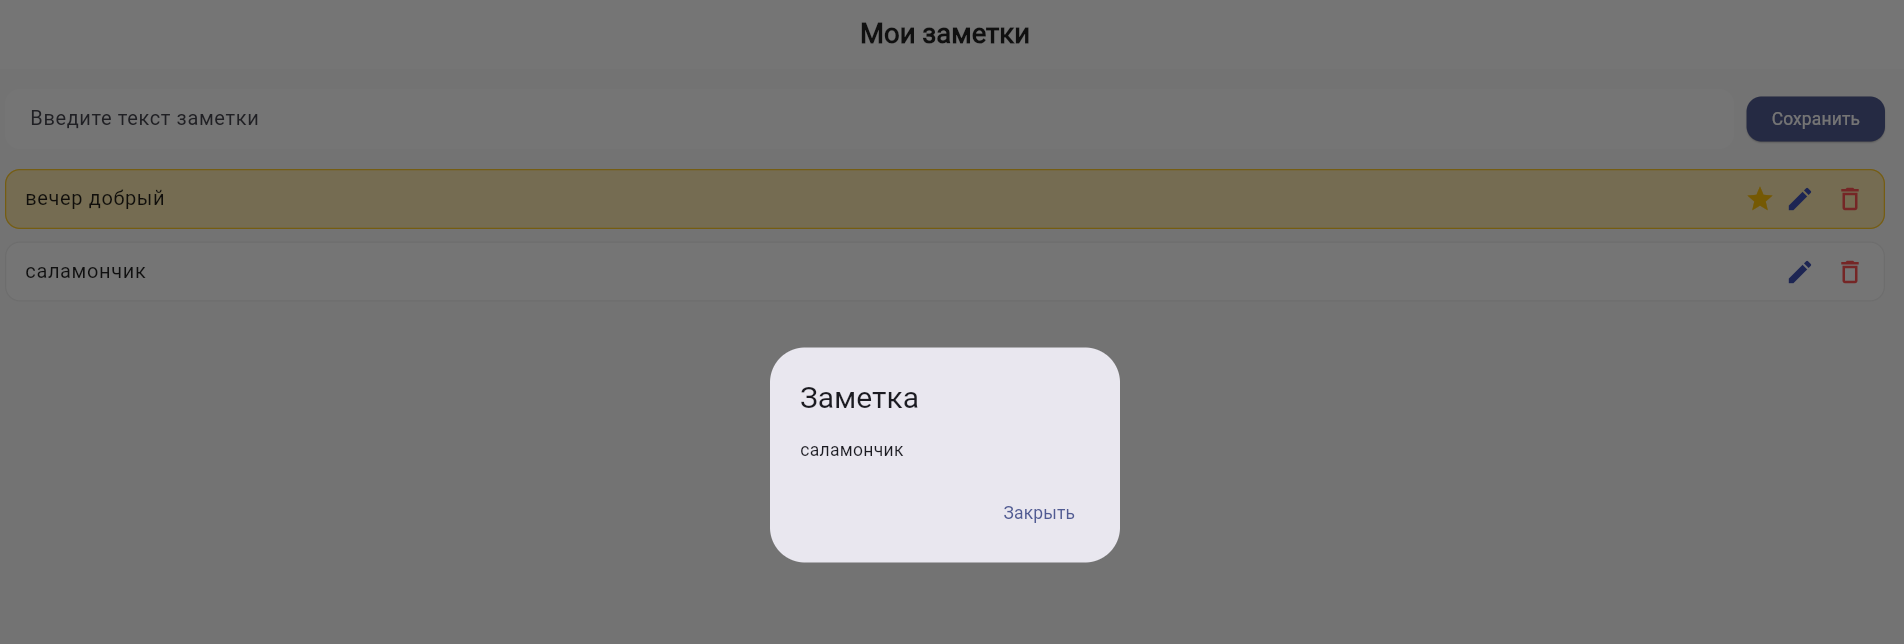 Мои заметки
Введите текст заметки
Сохранить
вечер добрый
саламончик
Заметка
саламончик
Закрыть